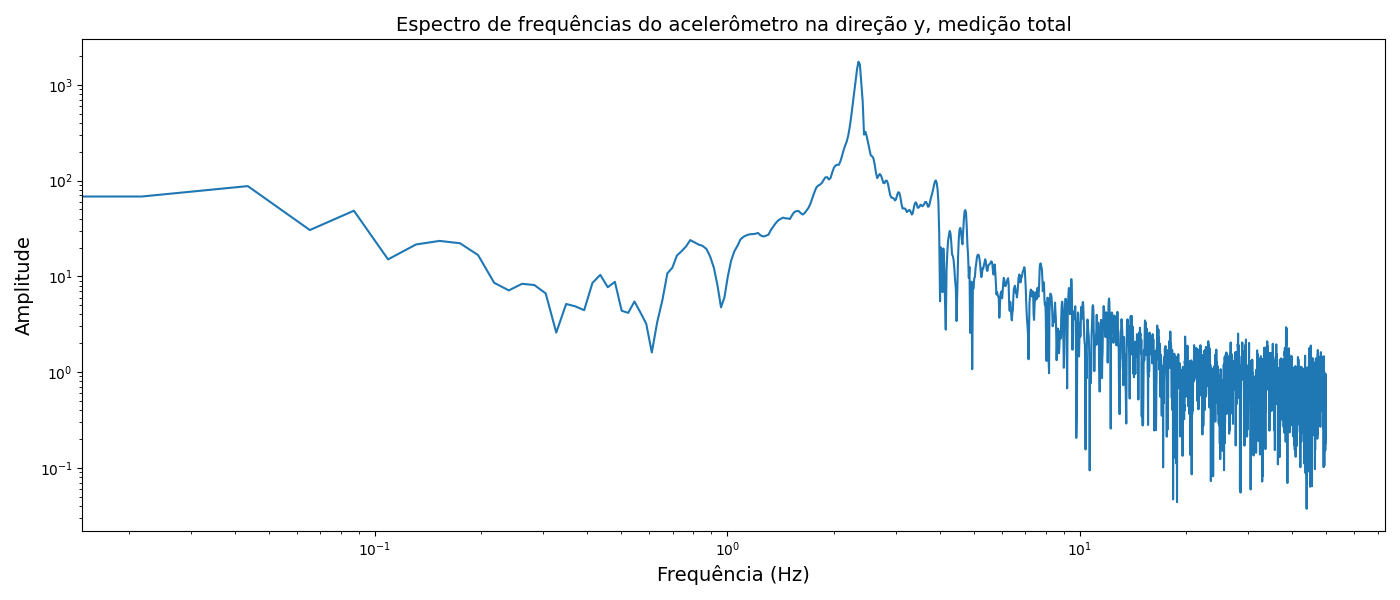 Espectro de frequências do acelerômetro na direção y, medição total
Amplitude
10³
10²
10¹
10⁰
10⁻¹
10⁻¹
10⁰
10¹
Frequência (Hz)